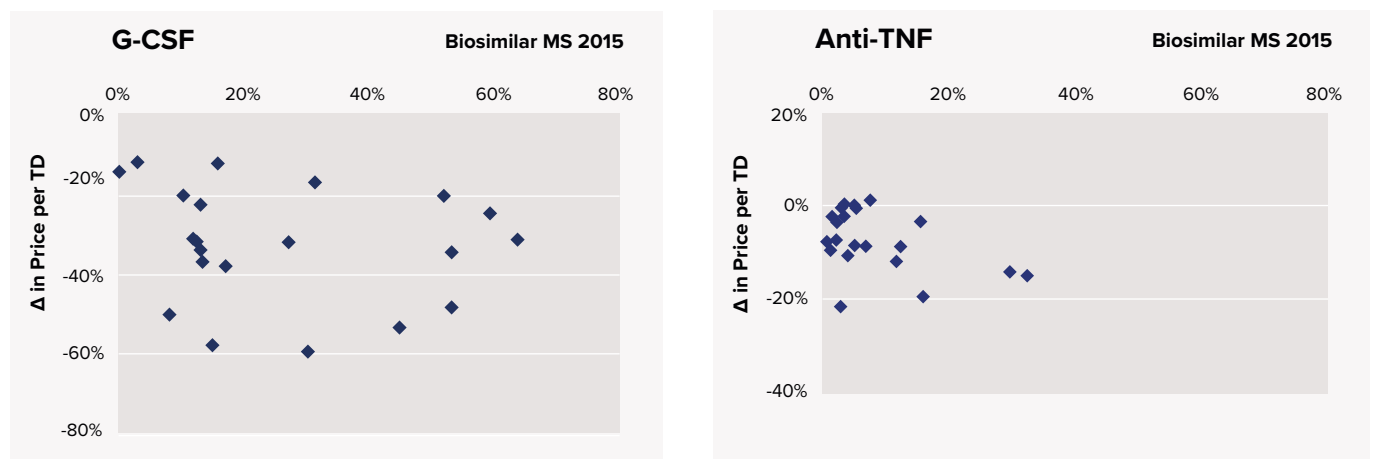 G-CSF
Biosimilar MS 2015
0% 20% 40% 60% 80%
0%
-20%
-40%
-60%
-80%
Δ in Price per TD
Anti-TNF
Biosimilar MS 2015
0% 20% 40% 60% 80%
20%
0%
-20%
-40%
Δ in Price per TD